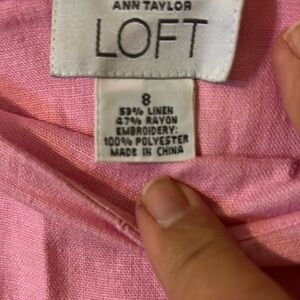 ANN TAYLOR
LOFT
8
53% LINEN
47% RAYON
EMBROIDERY:
100% POLYESTER
MADE IN CHINA